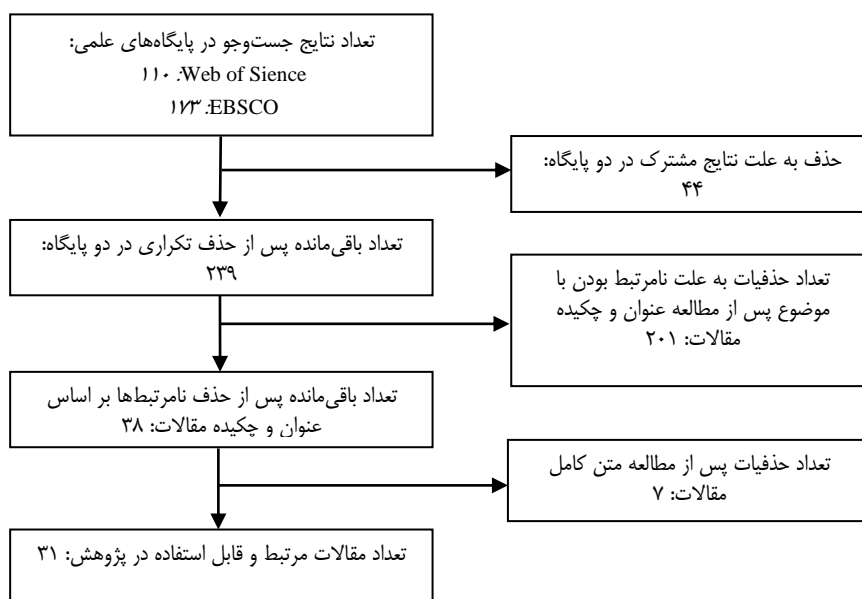 تعداد نتایج جست‌وجو در پایگاه‌های علمی:
Web of Sience: ۱۱۰
EBSCO: ۱۷۳
حذف به علت نتایج مشترک در دو پایگاه:
۴۴
تعداد باقی‌مانده پس از حذف تکراری در دو پایگاه:
۲۳۹
تعداد حذفیات به علت نامرتبط بودن با
موضوع پس از مطالعه عنوان و چکیده
مقالات: ۲۰۱
تعداد باقی‌مانده پس از حذف نامرتبط‌ها بر اساس
عنوان و چکیده مقالات: ۳۸
تعداد حذفیات پس از مطالعه متن کامل
مقالات: ۷
تعداد مقالات مرتبط و قابل استفاده در پژوهش: ۳۱